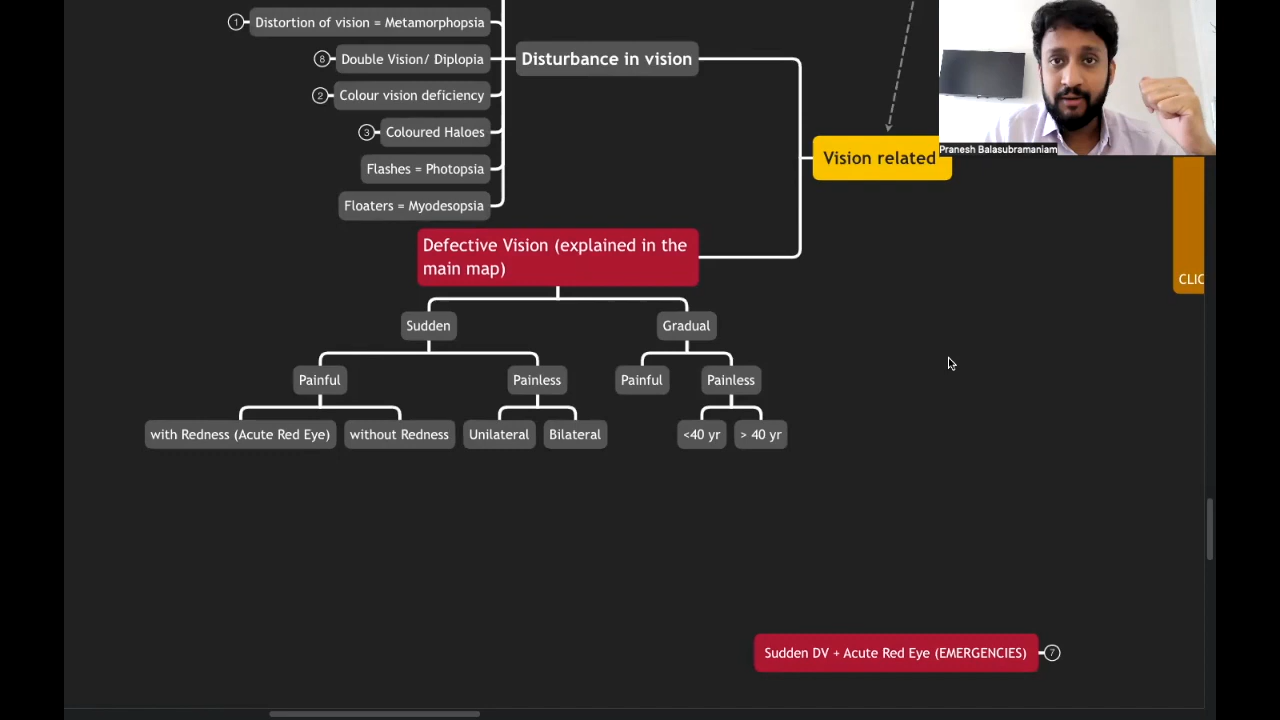 1
Distortion of vision = Metamorphopsia
8
Double Vision/ Diplopia
Disturbance in vision
2
Colour vision deficiency
3
Coloured Haloes
Flashes = Photopsia
Floaters = Myodesopsia
Pranesh Balasubramaniam
Vision related
Defective Vision (explained in the
main map)
CLIC
Sudden
Gradual
Painful
Painless
Painful
Painless
with Redness (Acute Red Eye)
without Redness
Unilateral
Bilateral
<40 yr
> 40 yr
Sudden DV + Acute Red Eye (EMERGENCIES)
7